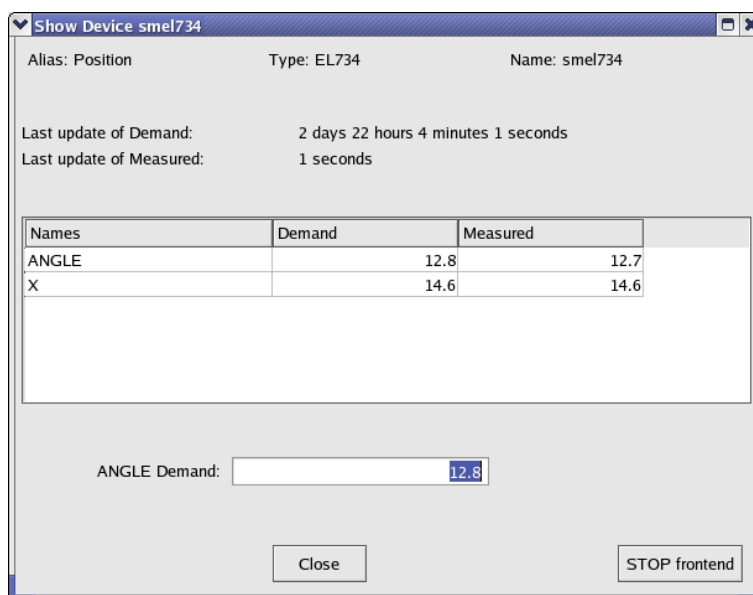 Show Device smel734
Alias: Position Type: EL734 Name: smel734
Last update of Demand: 2 days 22 hours 4 minutes 1 seconds
Last update of Measured: 1 seconds
Names Demand Measured
ANGLE 12.8 12.7
X 14.6 14.6
ANGLE Demand: 12.8
Close STOP frontend